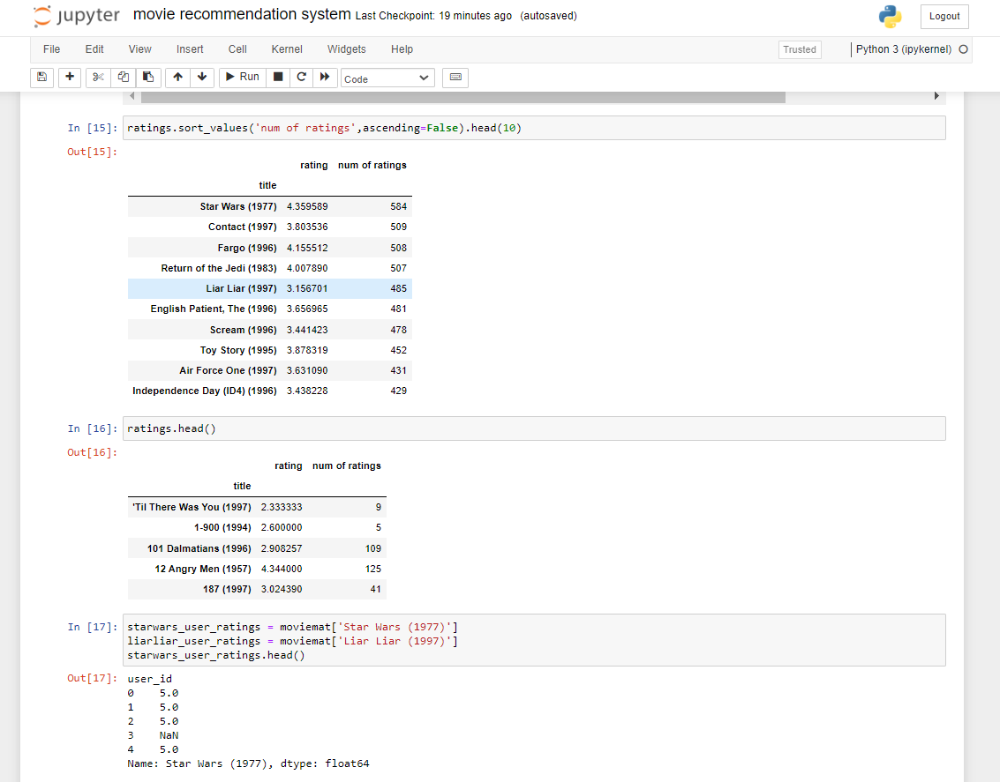 jupyter movie recommendation system Last Checkpoint: 19 minutes ago (autosaved) Logout
File Edit View Insert Cell Kernel Widgets Help Trusted Python 3 (ipykernel)
Run Code
In [15]: ratings.sort_values('num of ratings',ascending=False).head(10)
Out[15]:
rating num of ratings
title
Star Wars (1977) 4.359589 584
Contact (1997) 3.803536 509
Fargo (1996) 4.155512 508
Return of the Jedi (1983) 4.007890 507
Liar Liar (1997) 3.156701 485
English Patient, The (1996) 3.656965 481
Scream (1996) 3.441423 478
Toy Story (1995) 3.878319 452
Air Force One (1997) 3.631090 431
Independence Day (ID4) (1996) 3.438228 429
In [16]: ratings.head()
Out[16]:
rating num of ratings
title
'Til There Was You (1997) 2.333333 9
1-900 (1994) 2.600000 5
101 Dalmatians (1996) 2.908257 109
12 Angry Men (1957) 4.344000 125
187 (1997) 3.024390 41
In [17]: starwars_user_ratings = moviemat['Star Wars (1977)']
liarliar_user_ratings = moviemat['Liar Liar (1997)']
starwars_user_ratings.head()
Out[17]: user_id
0 5.0
1 5.0
2 5.0
3 NaN
4 5.0
Name: Star Wars (1977), dtype: float64